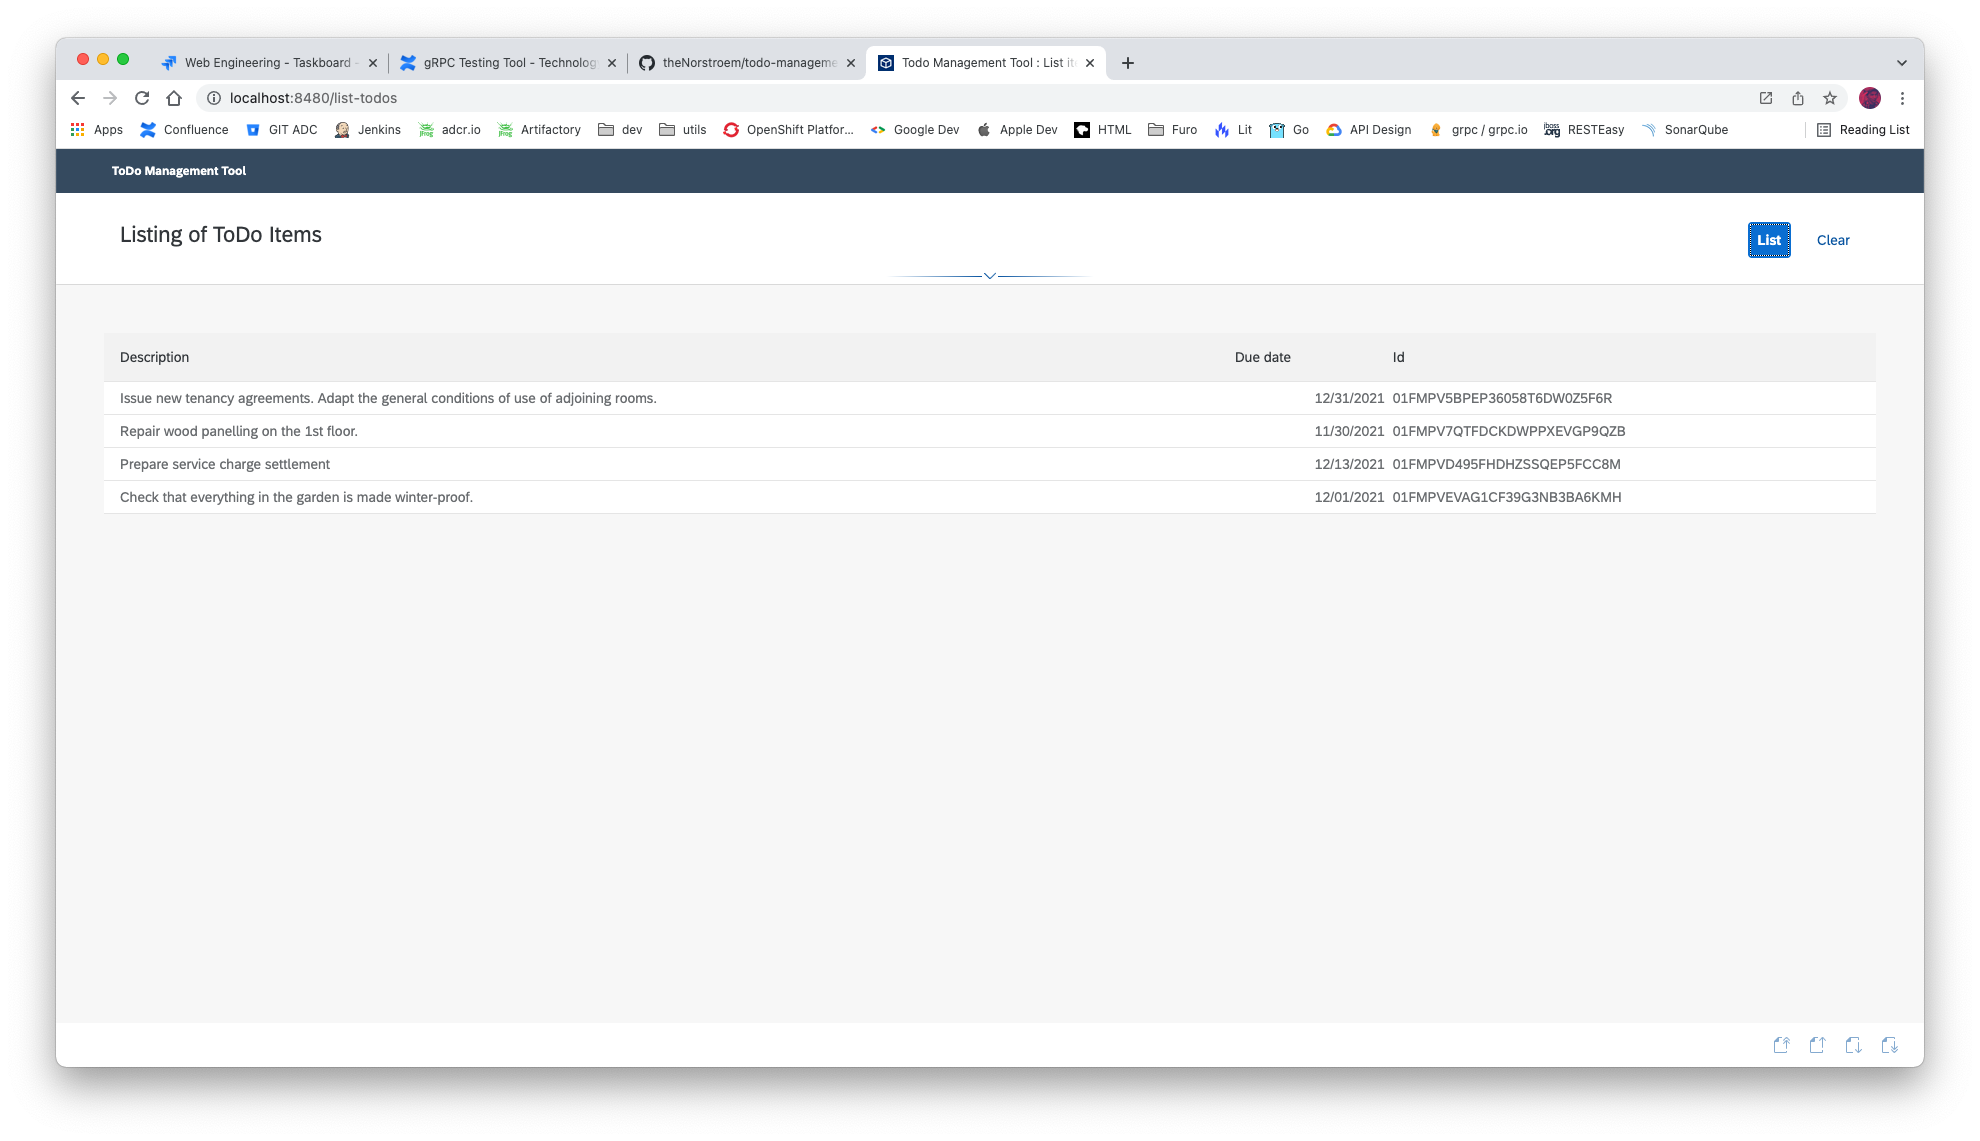 Web Engineering - Taskboard -
gRPC Testing Tool - Technolog
theNorstroem/todo-manageme
Todo Management Tool : List it
localhost:8480/list-todos
Apps Confluence GIT ADC Jenkins adcr.io Artifactory dev utils OpenShift Platfor... Google Dev Apple Dev HTML Furo Lit Go API Design grpc / grpc.io RESTEasy SonarQube Reading List
ToDo Management Tool
Listing of ToDo Items
List Clear
Description Due date Id
Issue new tenancy agreements. Adapt the general conditions of use of adjoining rooms. 12/31/2021 01FMPV5BPEP36058T6DW0Z5F6R
Repair wood panelling on the 1st floor. 11/30/2021 01FMPV7QTFDCKDWPPXEVGP9QZB
Prepare service charge settlement 12/13/2021 01FMPVD495FHDHZSSQEP5FCC8M
Check that everything in the garden is made winter-proof. 12/01/2021 01FMPVEVAG1CF39G3NB3BA6KMH